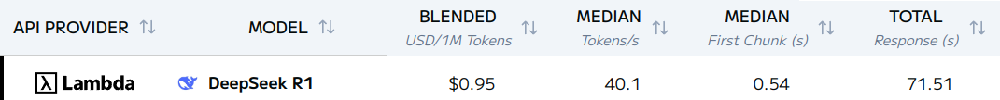 API PROVIDER MODEL BLENDED USD/1M Tokens MEDIAN Tokens/s MEDIAN First Chunk (s) TOTAL Response (s)
Lambda DeepSeek R1 $0.95 40.1 0.54 71.51